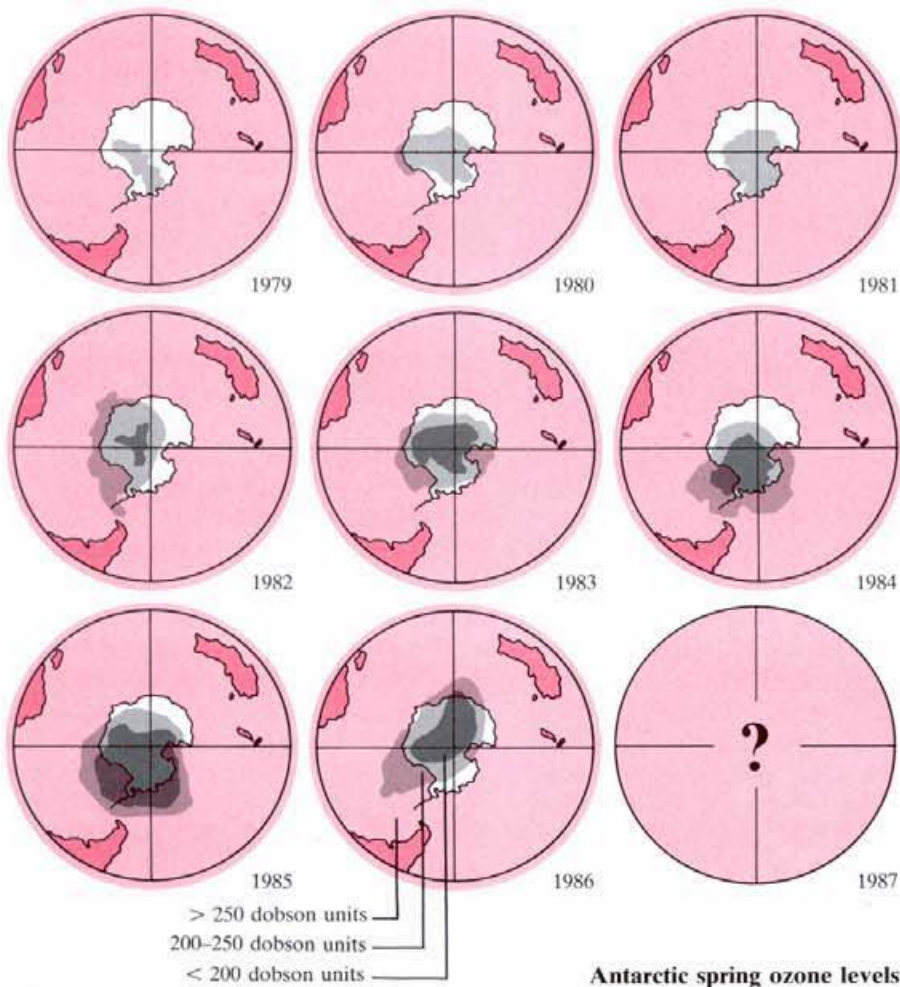 1979
1980
1981
1982
1983
1984
?
1985
1986
1987
> 250 dobson units
200–250 dobson units
< 200 dobson units
Antarctic spring ozone levels